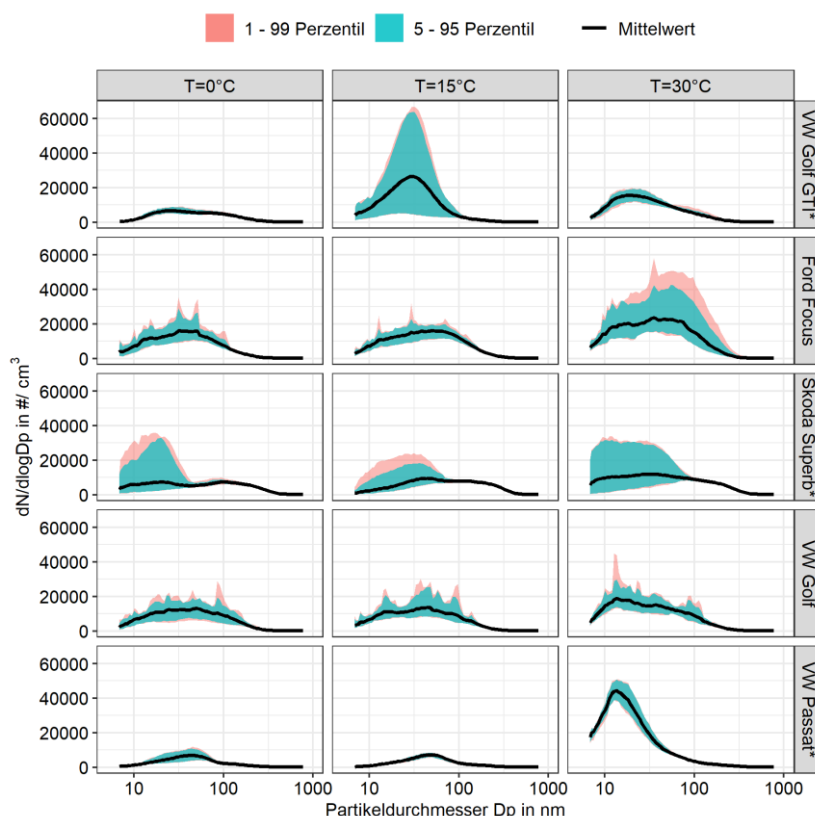 1 - 99 Perzentil 5 - 95 Perzentil Mittelwert
T=0°C T=15°C T=30°C
60000
40000
20000
0
VW Golf GTI*
60000
40000
20000
0
Ford Focus
60000
40000
20000
0
Skoda Superb*
60000
40000
20000
0
VW Golf
60000
40000
20000
0
VW Passat*
dN/dlogDp in #/ cm³
10 100 1000 10 100 1000 10 100 1000
Partikeldurchmesser Dp in nm